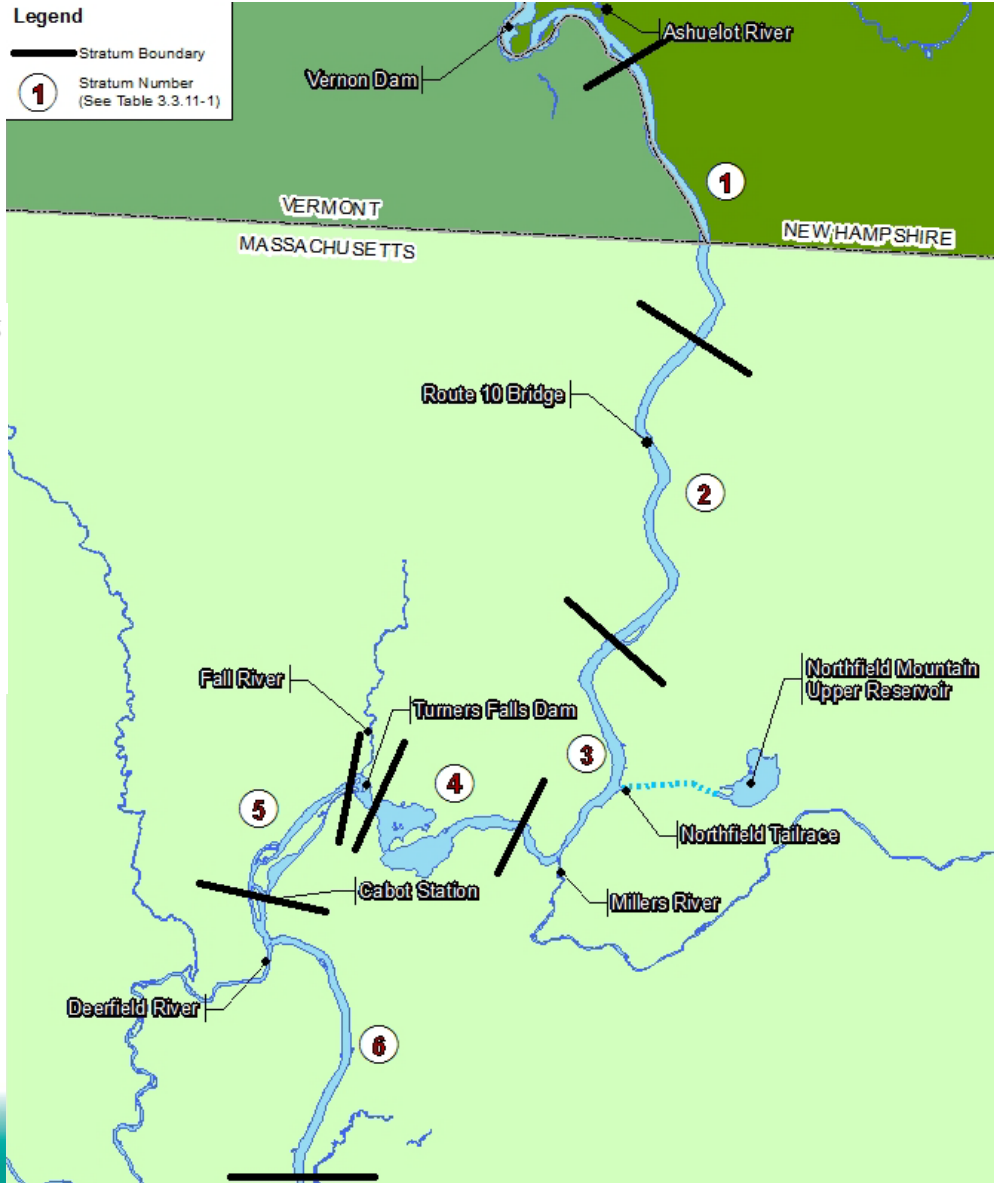 Legend
Stratum Boundary
1
Stratum Number
(See Table 3.3.11-1)
Ashuelot River
Vernon Dam
1
VERMONT
NEW HAMPSHIRE
MASSACHUSETTS
Route 10 Bridge
2
Northfield Mountain
Upper Reservoir
Fall River
Turners Falls Dam
3
4
5
Northfield Tailrace
Cabot Station
Millers River
Deerfield River
6